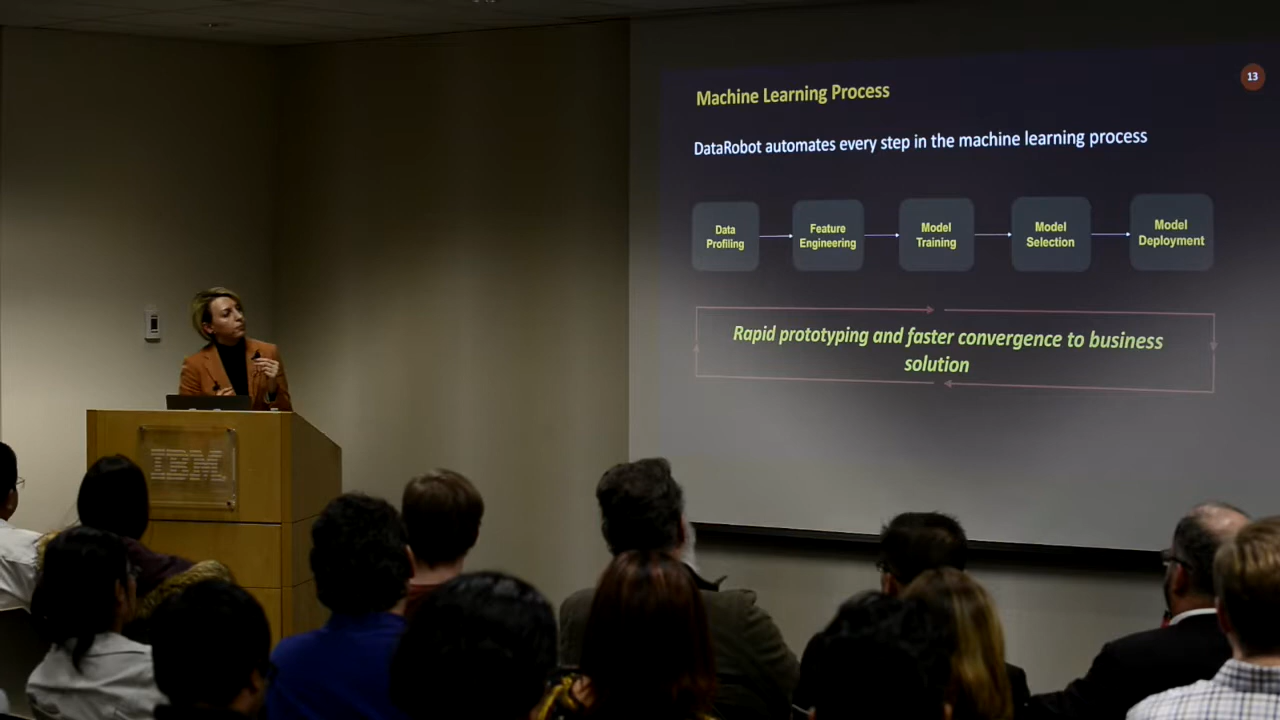 13
Machine Learning Process
DataRobot automates every step in the machine learning process
Data
Profiling
Feature
Engineering
Model
Training
Model
Selection
Model
Deployment
Rapid prototyping and faster convergence to business
solution
IBM